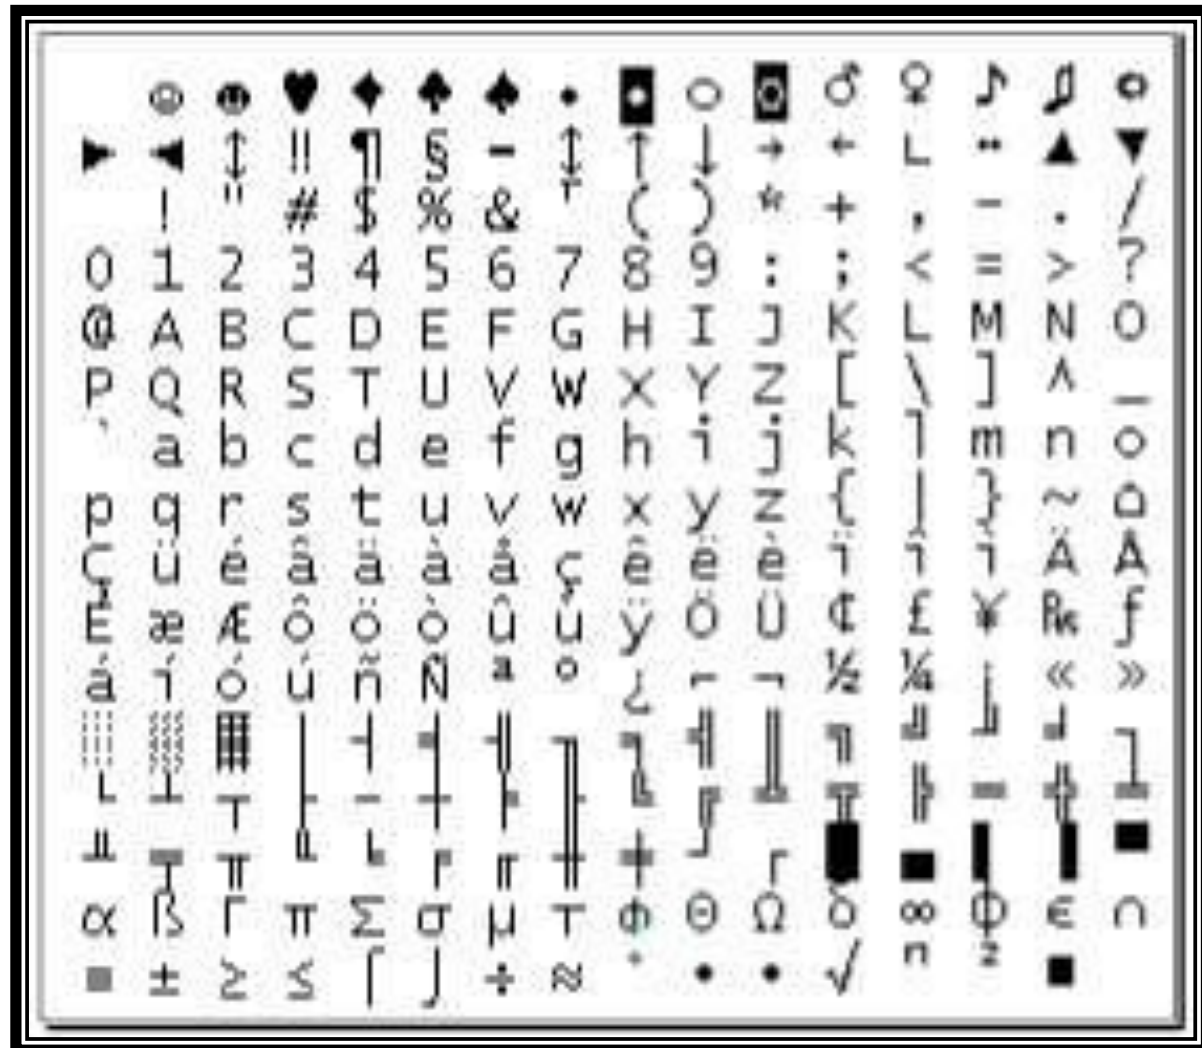 ☺ ☻ ♥ ♦ ♣ ♠ • ◘ ○ ◙ ♂ ♀ ♪ ♫ ☼
► ◄ ↕ ‼ ¶ § ▬ ↨ ↑ ↓ → ← ∟ ↔ ▲ ▼
! " # $ % & ' ( ) * + , - . /
0 1 2 3 4 5 6 7 8 9 : ; < = > ?
@ A B C D E F G H I J K L M N O
P Q R S T U V W X Y Z [ \ ] ^ _
` a b c d e f g h i j k l m n o
p q r s t u v w x y z { | } ~ ⌂
Ç ü é â ä à å ç ê ë è ï î ì Ä Å
É æ Æ ô ö ò û ù ÿ Ö Ü ¢ £ ¥ ₧ ƒ
á í ó ú ñ Ñ ª º ¿ ⌐ ¬ ½ ¼ ¡ « »
░ ▒ ▓ │ ┤ ╡ ╢ ╖ ╕ ╣ ║ ╗ ╝ ╜ ╛ ┐
└ ┴ ┬ ├ ─ ┼ ╞ ╟ ╚ ╔ ╩ ╦ ╠ ═ ╬ ╧
╨ ╤ ╥ ╙ ╘ ╒ ╓ ╫ ╪ ┘ ┌ █ ▄ ▌ ▐ ▀
α ß Γ π Σ σ µ τ Φ Θ Ω δ ∞ φ ε ∩
≡ ± ≥ ≤ ⌠ ⌡ ÷ ≈ ° ∙ · √ ⁿ ² ■